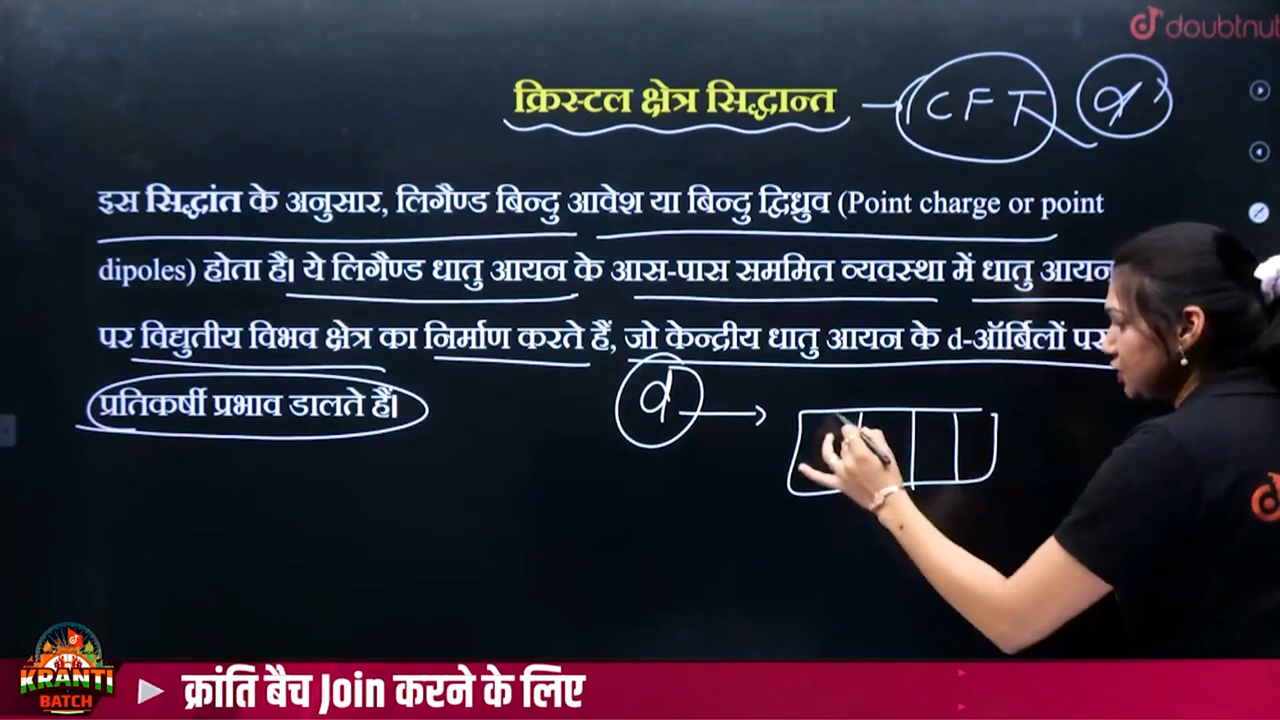 doubtnut
क्रिस्टल क्षेत्र सिद्धान्त → CFT d
इस सिद्धांत के अनुसार, लिगैण्ड बिन्दु आवेश या बिन्दु द्विध्रुव (Point charge or point
dipoles) होता है। ये लिगैण्ड धातु आयन के आस-पास सममित व्यवस्था में धातु आयन
पर विद्युतीय विभव क्षेत्र का निर्माण करते हैं, जो केन्द्रीय धातु आयन के d-ऑर्बिलों पर
प्रतिकर्षी प्रभाव डालते हैं।
d →
KRANTI
BATCH
क्रांति बैच Join करने के लिए